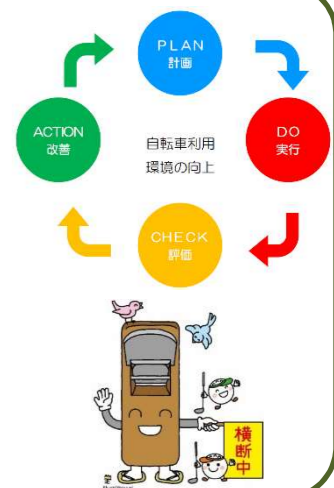 PLAN
計画
ACTION
改善
自転車利用
環境の向上
DO
実行
CHECK
評価
横断中